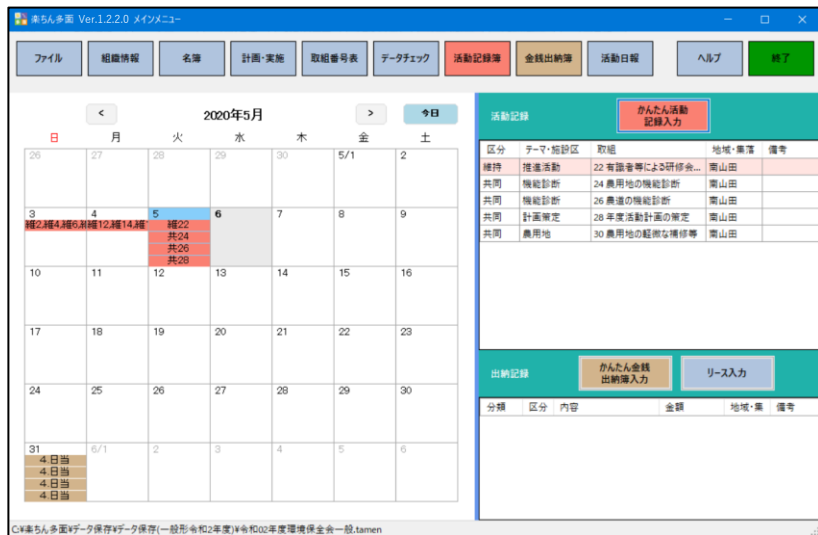 楽ちん多面 Ver.1.2.2.0 メインメニュー
ファイル 組織情報 名簿 計画・実施 取組番号表 データチェック 活動記録簿 金銭出納簿 活動日報 ヘルプ 終了
< 2020年5月 > 今日
日 月 火 水 木 金 土
26 27 28 29 30 5/1 2
3 4 5 6 7 8 9
維2,維4,維6,維 維12,維14,維 維22
共24
共26
共28
10 11 12 13 14 15 16
17 18 19 20 21 22 23
24 25 26 27 28 29 30
31 6/1 2 3 4 5 6
4.日当
4.日当
4.日当
4.日当
活動記録 かんたん活動
記録入力
区分 テーマ・施設区 取組 地域・集落 備考
維持 推進活動 22 有識者等による研修会... 南山田
共同 機能診断 24 農用地の機能診断 南山田
共同 機能診断 26 農道の機能診断 南山田
共同 計画策定 28 年度活動計画の策定 南山田
共同 農用地 30 農用地の軽微な補修等 南山田
出納記録 かんたん金銭
出納簿入力 リース入力
分類 区分 内容 金額 地域・集 備考
C:¥楽ちん多面¥データ保存¥データ保存(一般形令和2年度)¥令和02年度環境保全会一般.tamen